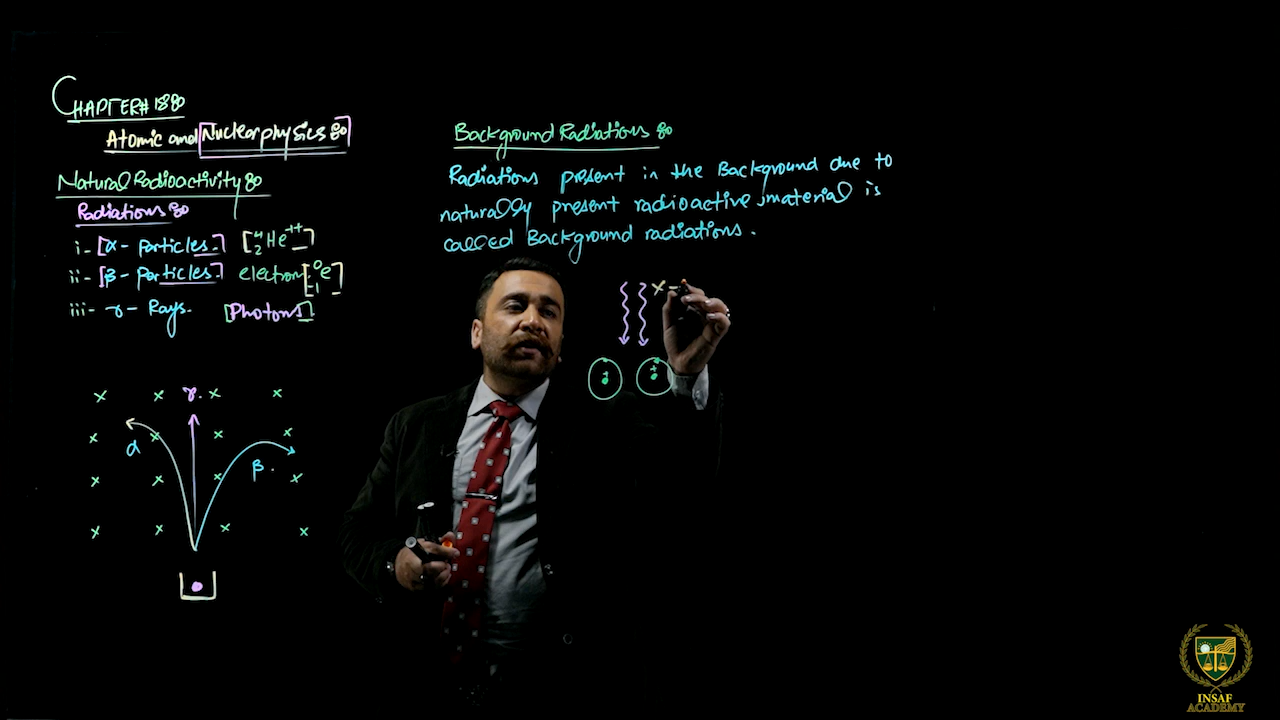 CHAPTER# 18:
Atomic and Nuclear physics:
Natural Radioactivity:
Radiations:
i- [α- particles.] [⁴₂He⁺⁺]
ii- [β- particles.] electron [⁰₋₁e]
iii- γ- Rays. [Photons].
Background Radiations:
Radiations present in the Background due to
naturally present radioactive material is
called Background radiations.
x-
+
+
x x γ. x x
α
x x x x
β.
x x x x
x x x x
INSAF
ACADEMY